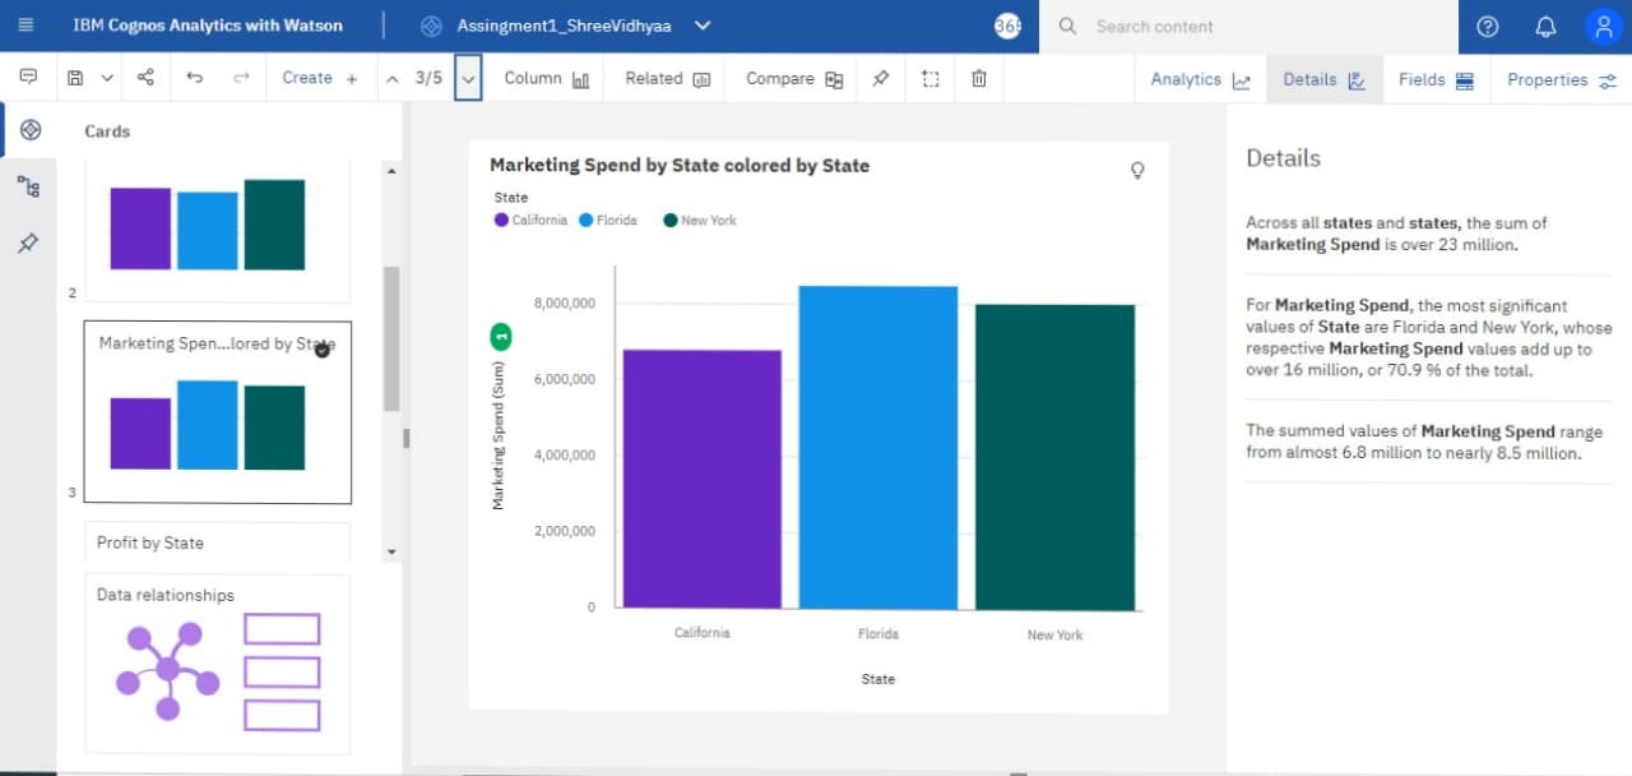 IBM Cognos Analytics with Watson
Assingment1_ShreeVidhyaa
Search content
Create +
3/5
Column
Related
Compare
Analytics
Details
Fields
Properties
Cards
2
Marketing Spen...lored by State
3
Profit by State
Data relationships
Marketing Spend by State colored by State
State
California
Florida
New York
8,000,000
6,000,000
4,000,000
2,000,000
0
1
Marketing Spend (Sum)
California
Florida
New York
State
Details
Across all states and states, the sum of
Marketing Spend is over 23 million.
For Marketing Spend, the most significant
values of State are Florida and New York, whose
respective Marketing Spend values add up to
over 16 million, or 70.9 % of the total.
The summed values of Marketing Spend range
from almost 6.8 million to nearly 8.5 million.